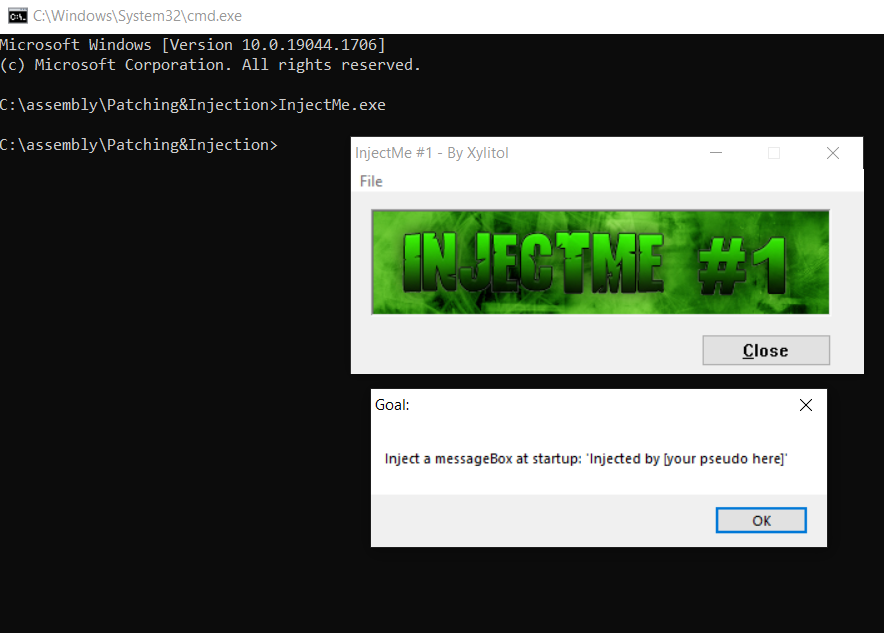 C:\Windows\System32\cmd.exe
Microsoft Windows [Version 10.0.19044.1706]
(c) Microsoft Corporation. All rights reserved.
C:\assembly\Patching&Injection>InjectMe.exe
C:\assembly\Patching&Injection>
InjectMe #1 - By Xylitol
File
INJECTME #1
Close
Goal:
Inject a messageBox at startup: 'Injected by [your pseudo here]'
OK